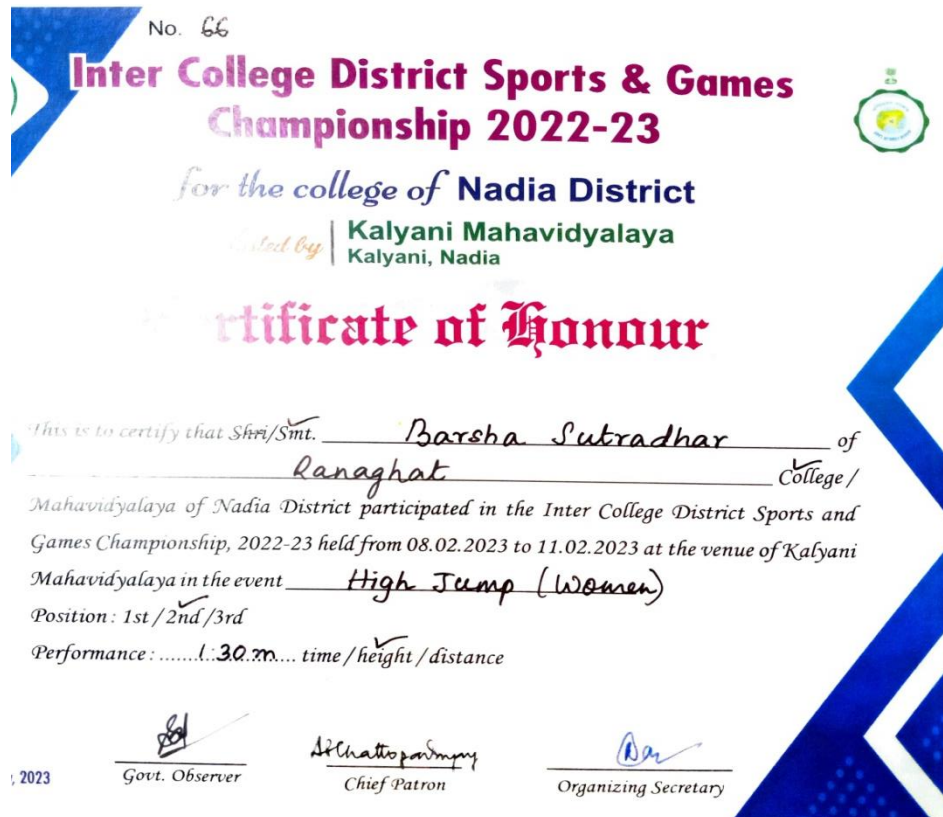 No. 66
Inter College District Sports & Games
Championship 2022-23
for the college of Nadia District
by Kalyani Mahavidyalaya
Kalyani, Nadia
rtificate of Honour
This is to certify that Shri/Smt. Barsha Sutradhar of
Ranaghat College /
Mahavidyalaya of Nadia District participated in the Inter College District Sports and
Games Championship, 2022-23 held from 08.02.2023 to 11.02.2023 at the venue of Kalyani
Mahavidyalaya in the event High Jump (Women)
Position : 1st / 2nd / 3rd
Performance : .......1.30 m.... time / height / distance
Govt. Observer
Chief Patron
Organizing Secretary
, 2023